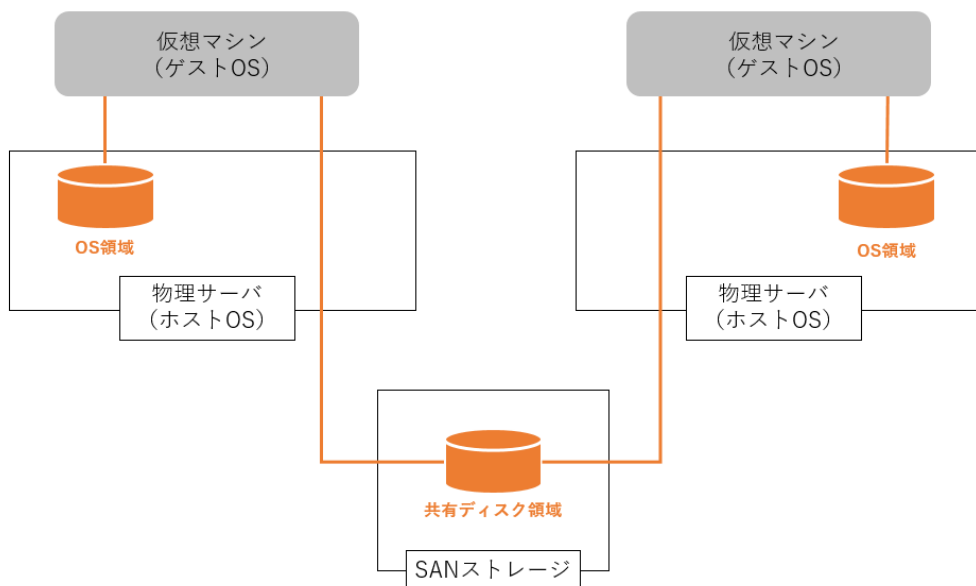 仮想マシン
（ゲストOS）
仮想マシン
（ゲストOS）
OS領域
OS領域
物理サーバ
（ホストOS）
物理サーバ
（ホストOS）
共有ディスク領域
SANストレージ